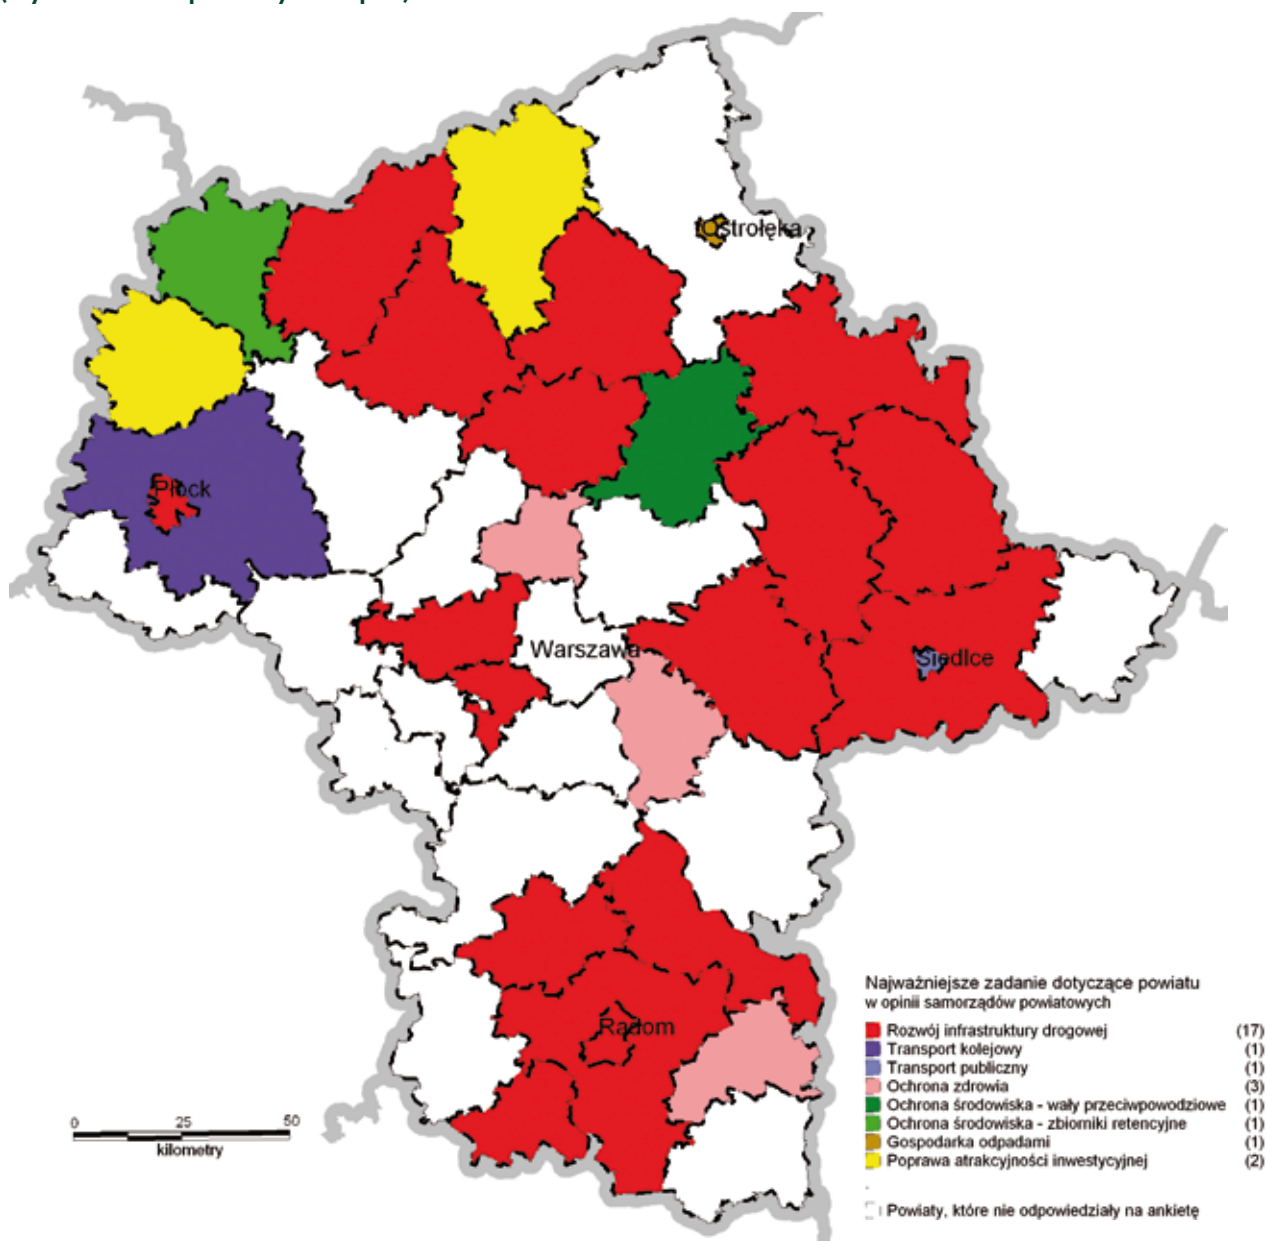 Ostrołęka
Płock
Warszawa
Siedlce
Radom
Najważniejsze zadanie dotyczące powiatu
w opinii samorządów powiatowych
Rozwój infrastruktury drogowej (17)
Transport kolejowy (1)
Transport publiczny (1)
Ochrona zdrowia (3)
Ochrona środowiska - wały przeciwpowodziowe (1)
Ochrona środowiska - zbiorniki retencyjne (1)
Gospodarka odpadami (1)
Poprawa atrakcyjności inwestycyjnej (2)
Powiaty, które nie odpowiedziały na ankietę
0 25 50
kilometry